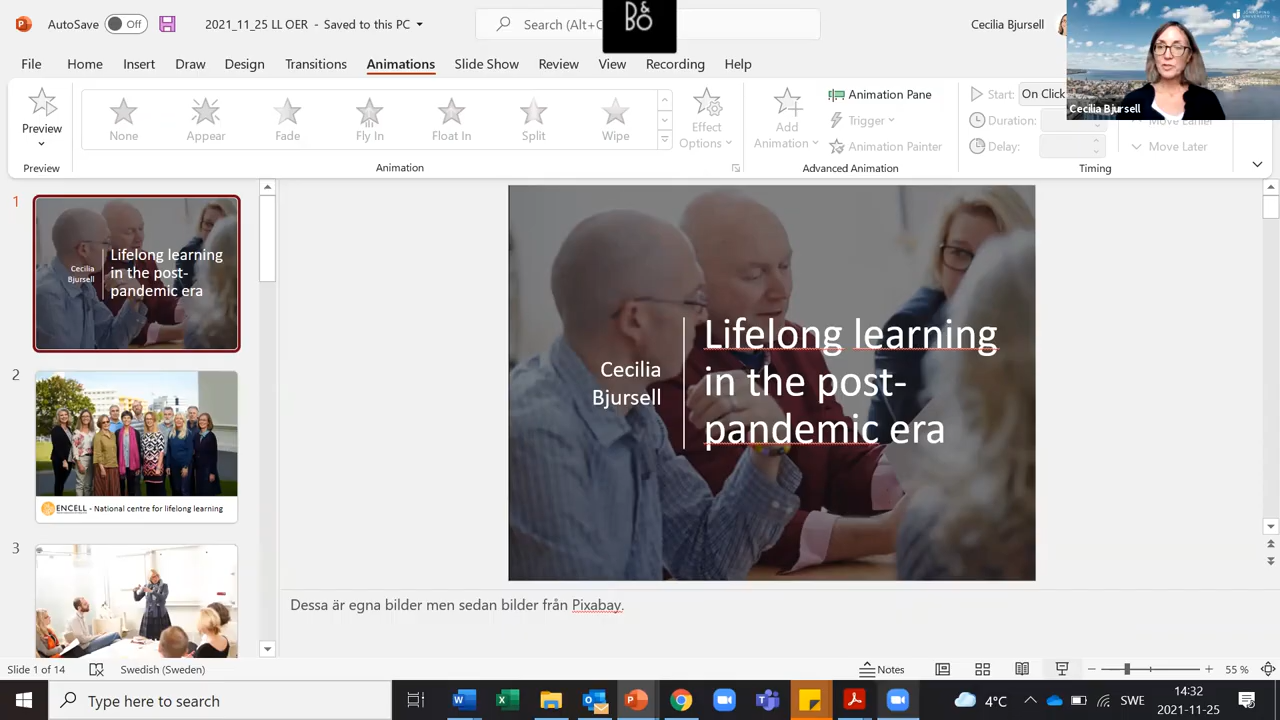 AutoSave Off
2021_11_25 LL OER - Saved to this PC
Search (Alt+
Cecilia Bjursell
B&
BO
File Home Insert Draw Design Transitions Animations Slide Show Review View Recording Help
Preview
None Appear Fade Fly In Float In Split Wipe
Effect
Options
Add
Animation
Animation Pane
Trigger
Animation Painter
Start: On Click
Duration:
Delay:
Move Earlier
Move Later
Preview Animation Advanced Animation Timing
Cecilia Bjursell
1
Cecilia
Bjursell
Lifelong learning
in the post-
pandemic era
2
ENCELL - National centre for lifelong learning
3
Cecilia
Bjursell
Lifelong learning
in the post-
pandemic era
Dessa är egna bilder men sedan bilder från Pixabay.
Slide 1 of 14 Swedish (Sweden) Notes 55 %
Type here to search
4°C SWE 14:32
2021-11-25